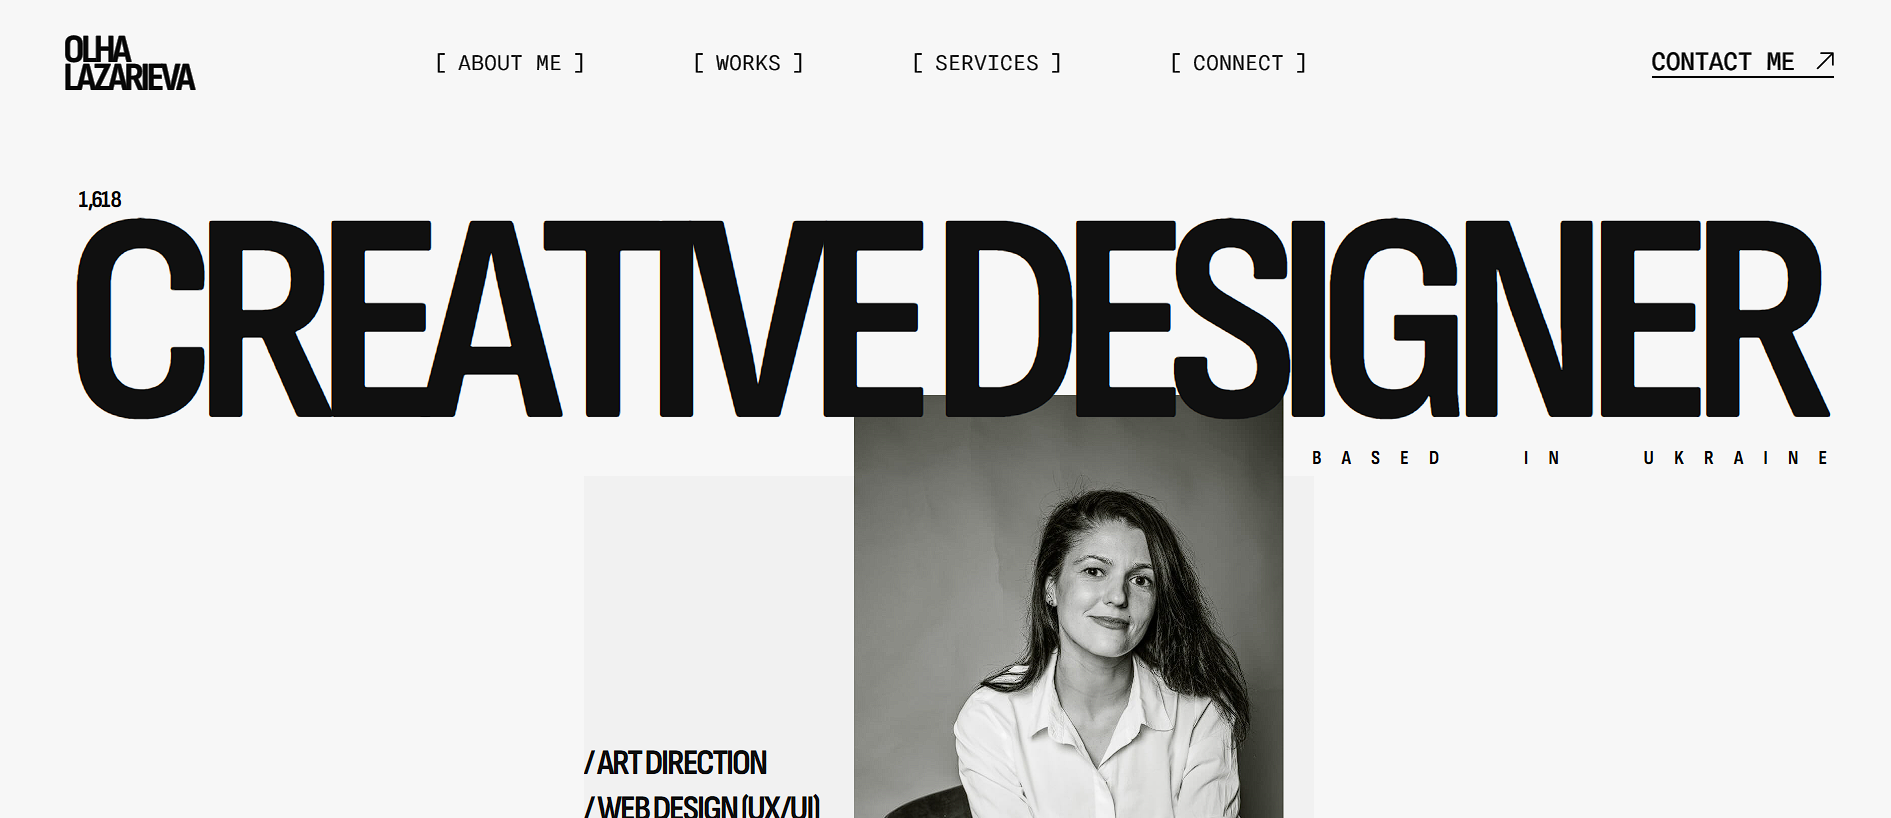 OLHA
LAZARIEVA
[ ABOUT ME ] [ WORKS ] [ SERVICES ] [ CONNECT ]
CONTACT ME
1,618
CREATIVE DESIGNER
BASED IN UKRAINE
/ ART DIRECTION
/ WEB DESIGN (UX/UI)